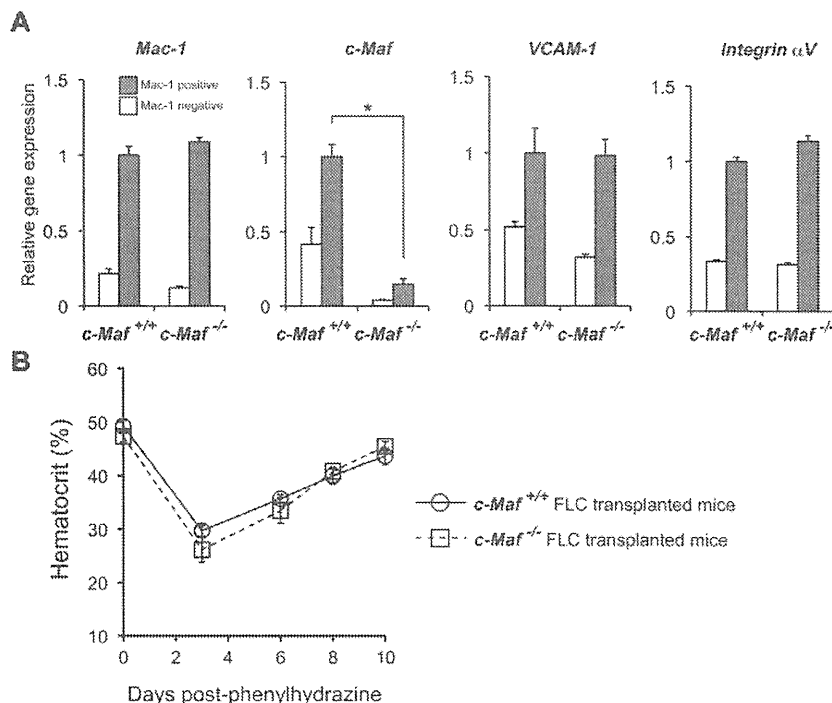 A
Mac-1
c-Maf
VCAM-1
Integrin αV
Relative gene expression
1.5
1
0.5
0
Mac-1 positive
Mac-1 negative
c-Maf +/+ c-Maf -/-
1.5
1
0.5
0
*
c-Maf +/+ c-Maf -/-
1.5
1
0.5
0
c-Maf +/+ c-Maf -/-
1.5
1
0.5
0
c-Maf +/+ c-Maf -/-
B
Hematocrit (%)
60
50
40
30
20
10
0 2 4 6 8 10
Days post-phenylhydrazine
c-Maf +/+ FLC transplanted mice
c-Maf -/- FLC transplanted mice